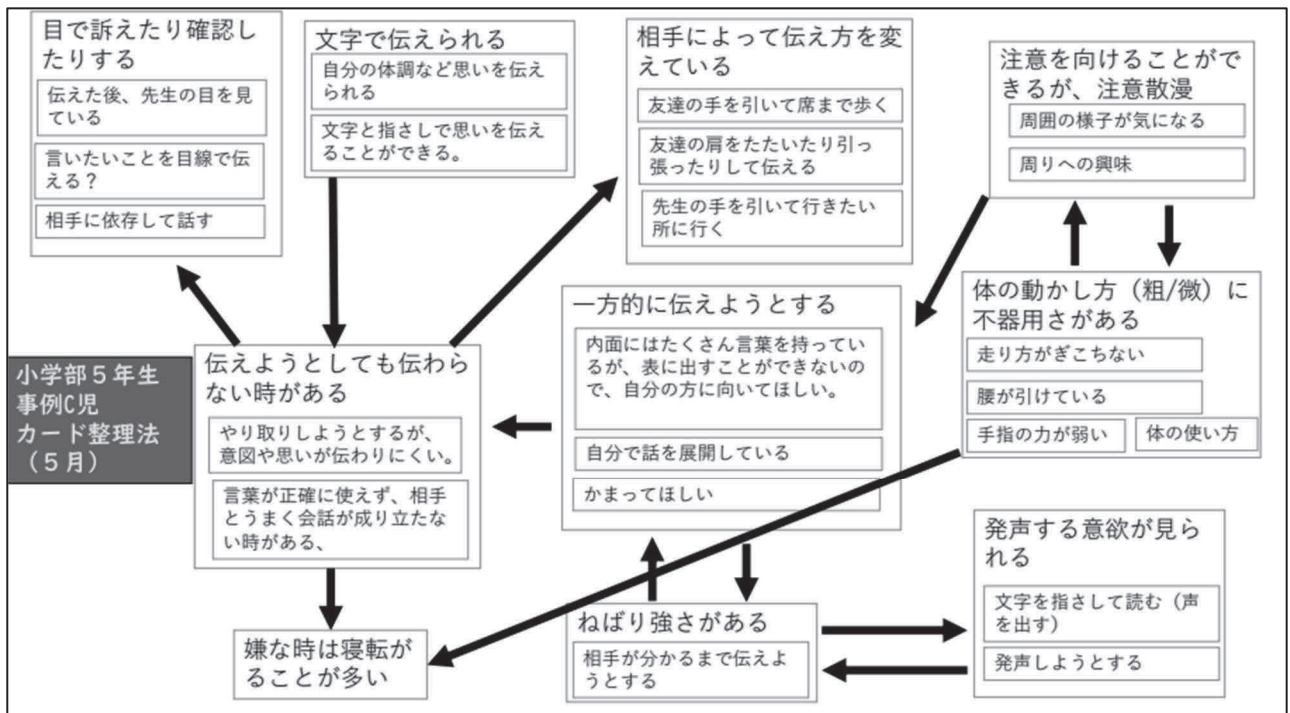 目で訴えたり確認し
たりする
伝えた後、先生の目を見
ている
言いたいことを目線で伝
える？
相手に依存して話す
文字で伝えられる
自分の体調など思いを伝え
られる
文字と指さしで思いを伝え
ることができる。
相手によって伝え方を変
えている
友達の手を引いて席まで歩く
友達の肩をたたいたり引っ
張ったりして伝える
先生の手を引いて行きたい
所に行く
注意を向けることがで
きるが、注意散漫
周囲の様子が気になる
周りへの興味
小学部５年生
事例C児
カード整理法
（５月）
伝えようとしても伝わら
ない時がある
やり取りしようとするが、
意図や思いが伝わりにくい。
言葉が正確に使えず、相手
とうまく会話が成り立たな
い時がある、
一方的に伝えようとする
内面にはたくさん言葉を持ってい
るが、表に出すことができないの
で、自分の方に向いてほしい。
自分で話を展開している
かまってほしい
体の動かし方（粗/微）に
不器用さがある
走り方がぎこちない
腰が引けている
手指の力が弱い
体の使い方
嫌な時は寝転が
ることが多い
ねばり強さがある
相手が分かるまで伝えよ
うとする
発声する意欲が見ら
れる
文字を指さして読む（声
を出す）
発声しようとする